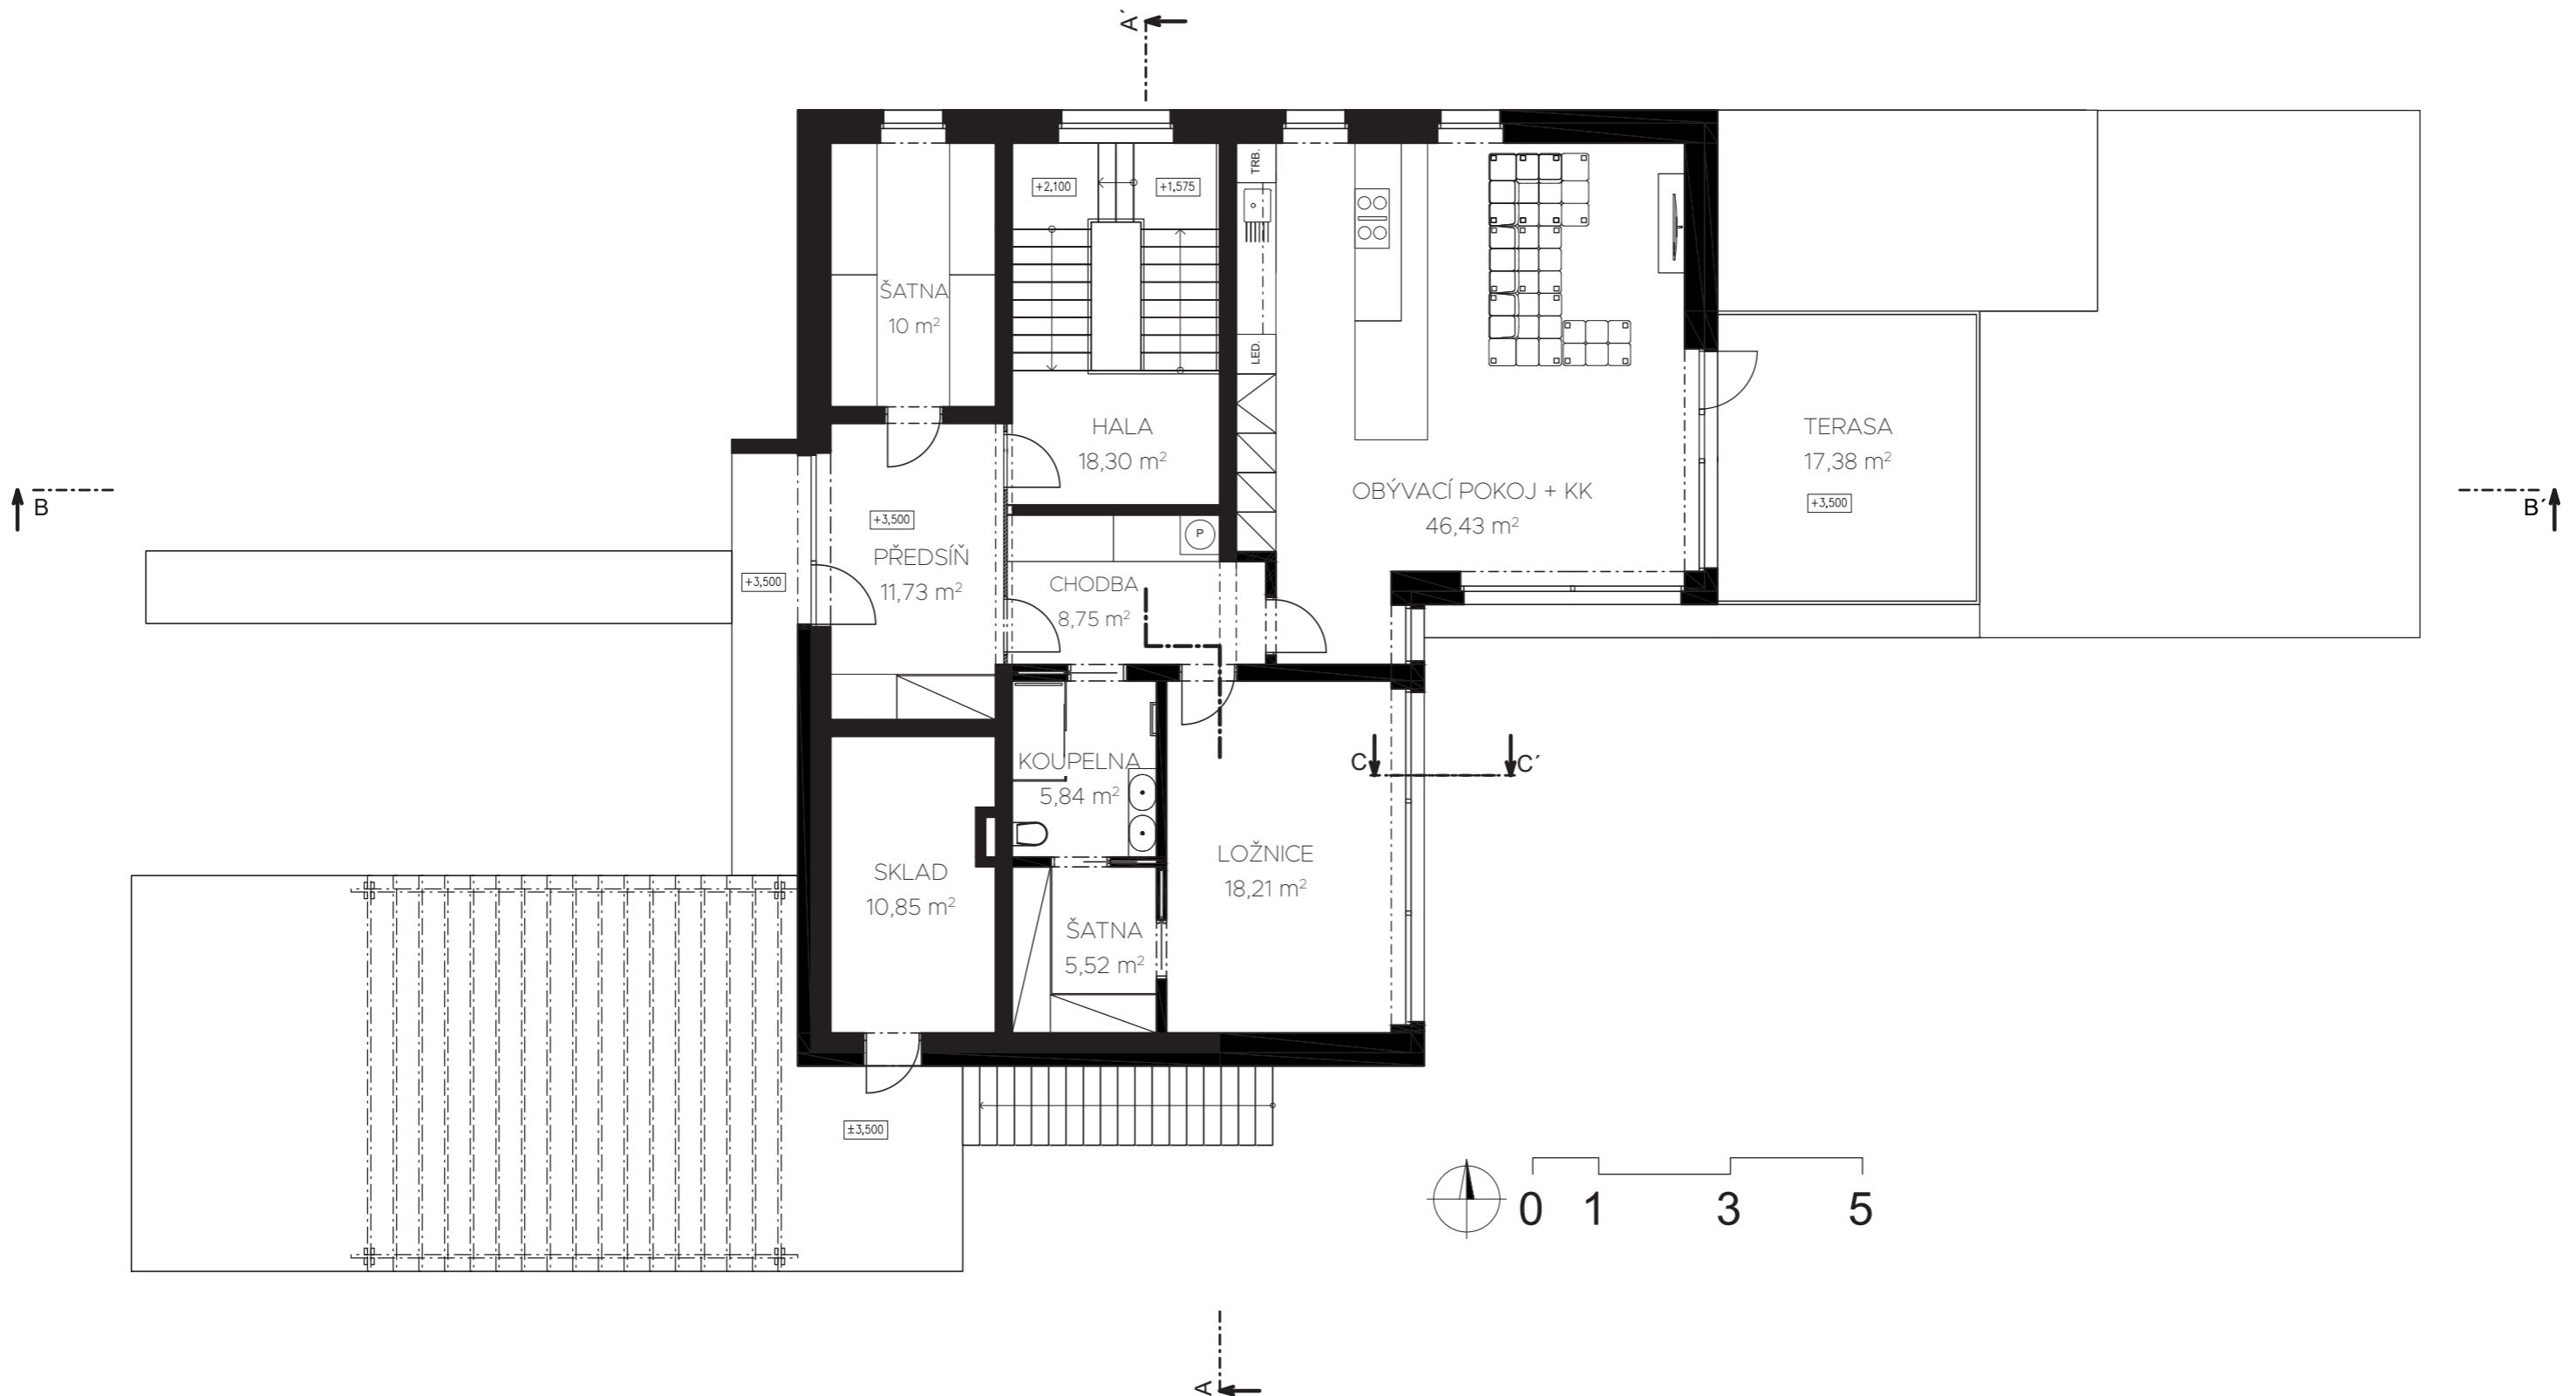 A´
TRB.
+2,100
+1,575
ŠATNA
10 m²
LED.
HALA
18,30 m²
TERASA
17,38 m²
+3,500
OBÝVACÍ POKOJ + KK
46,43 m²
B
B´
+3,500
PŘEDSÍŇ
11,73 m²
P
+3,500
CHODBA
8,75 m²
KOUPELNA
5,84 m²
C
C´
LOŽNICE
18,21 m²
SKLAD
10,85 m²
ŠATNA
5,52 m²
±3,500
0 1 3 5
A